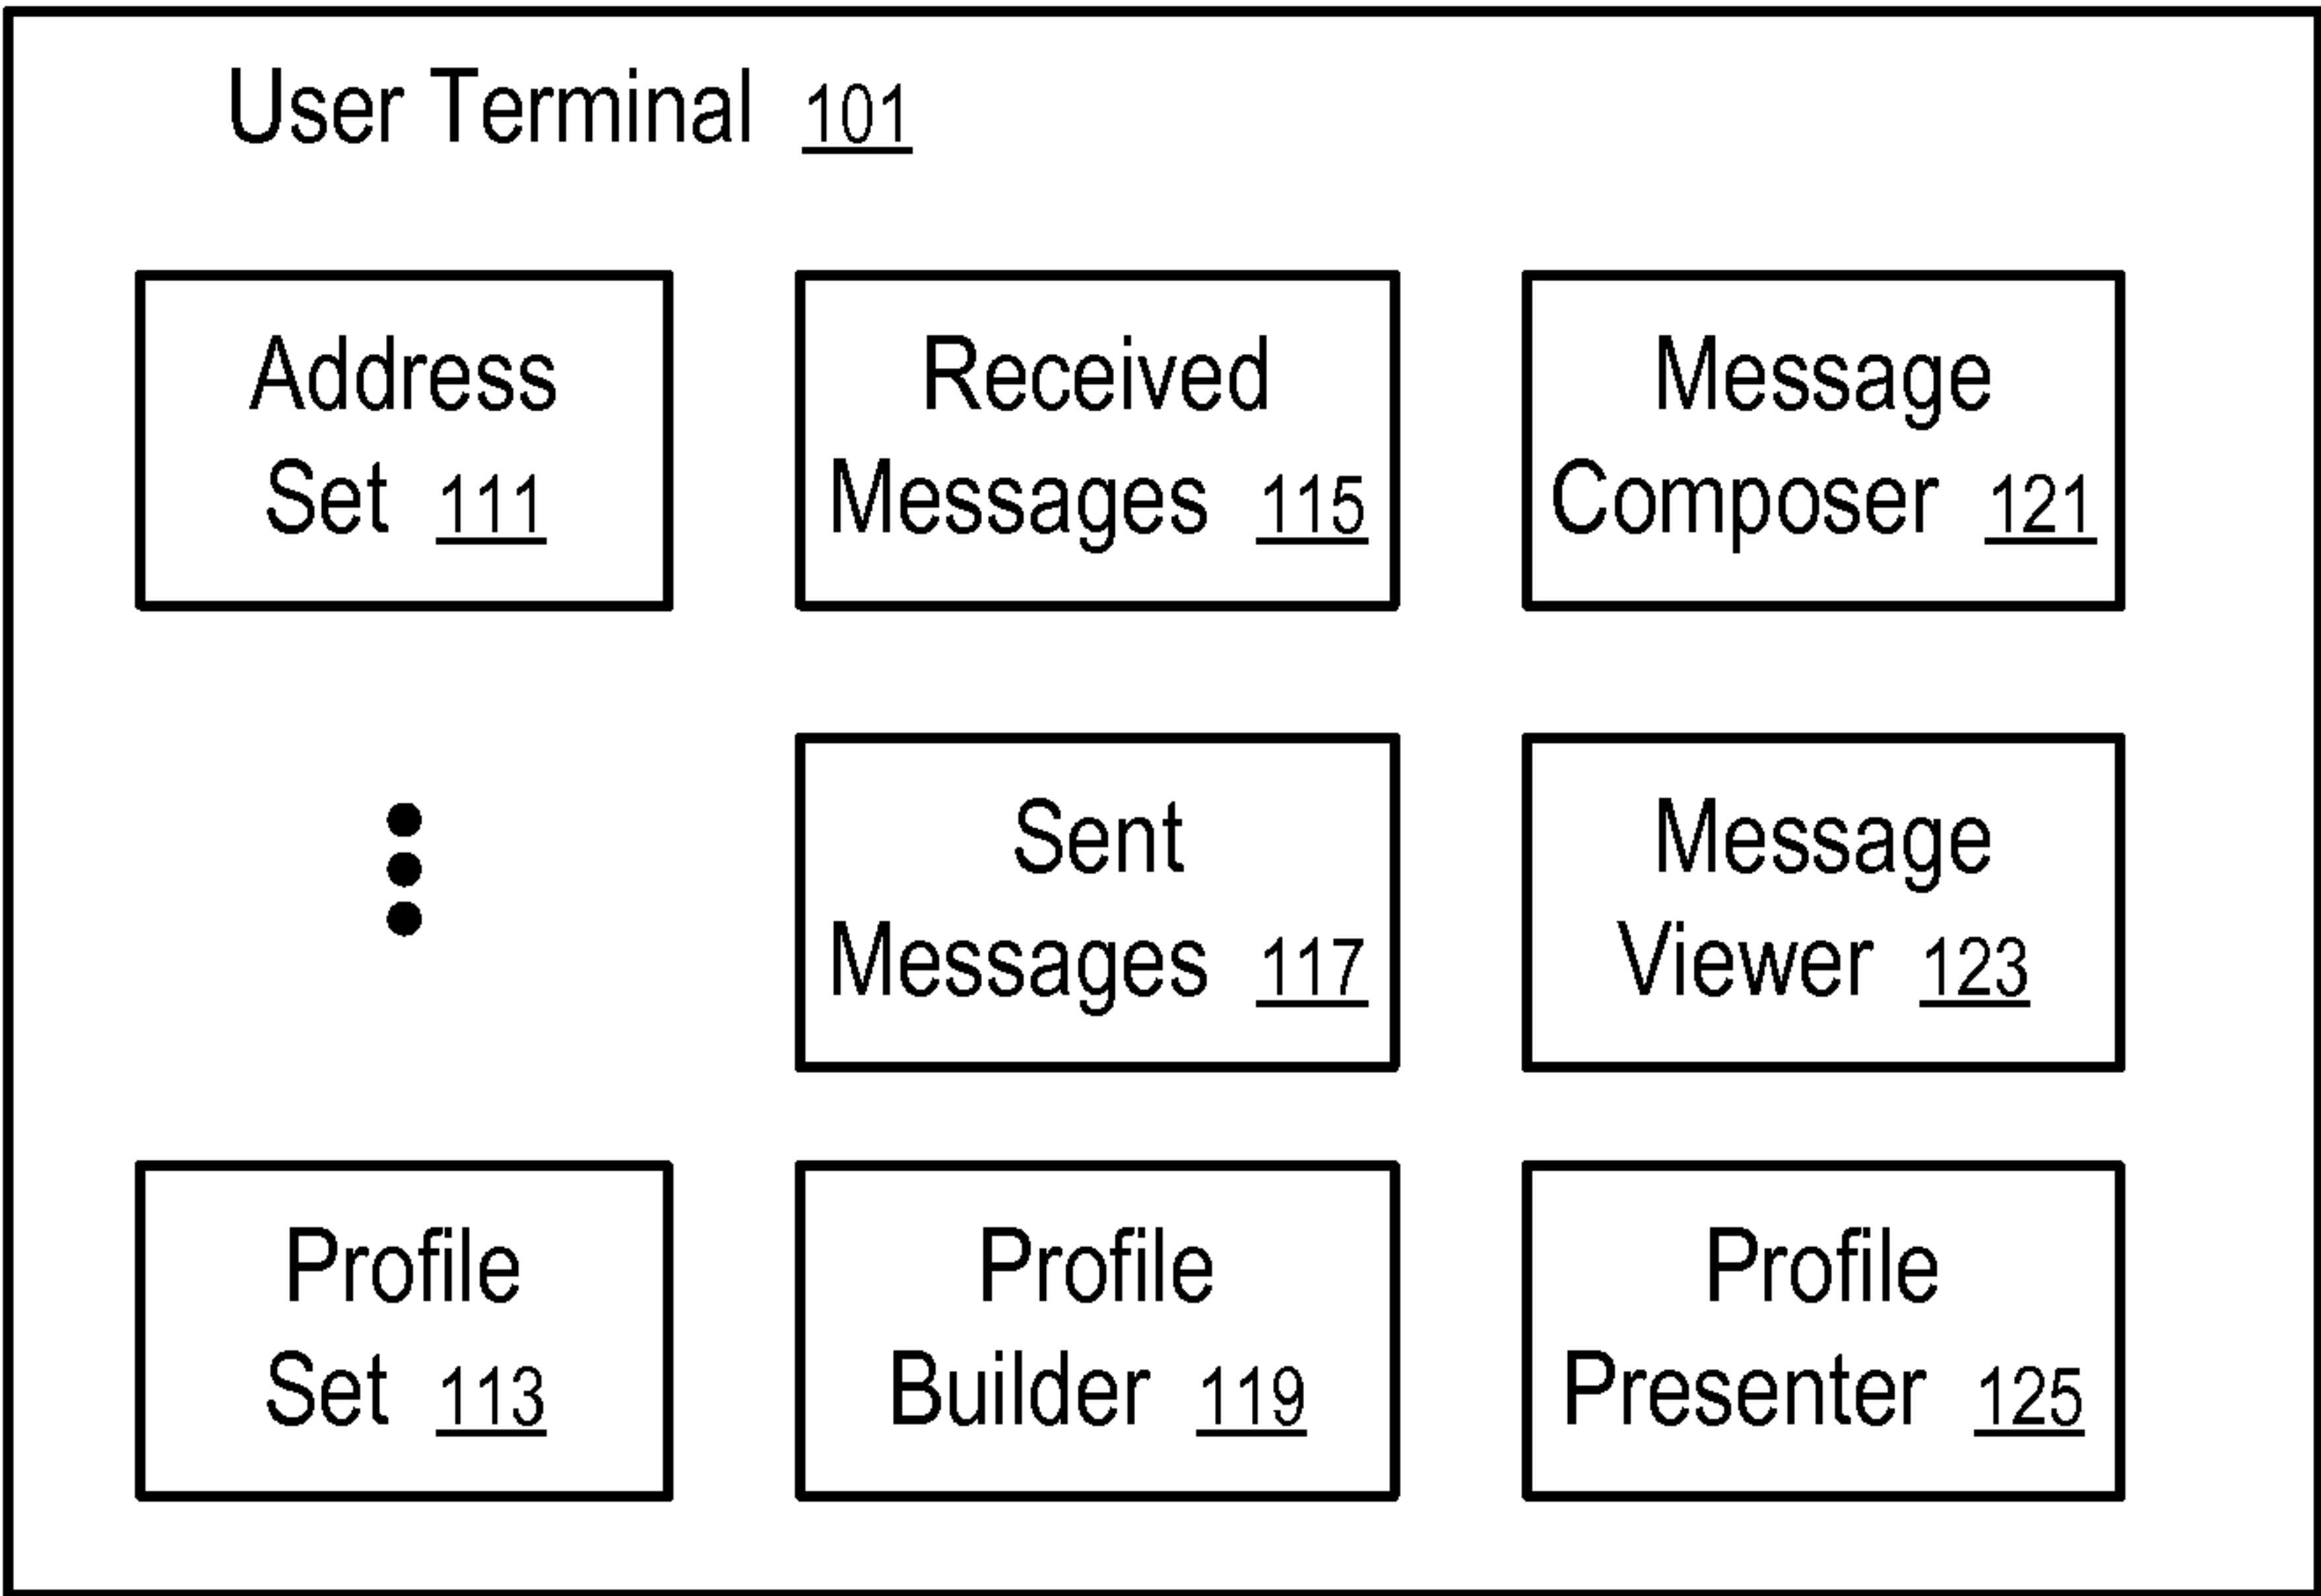 User Terminal 101
Address
Set 111
Received
Messages 115
Message
Composer 121
Sent
Messages 117
Message
Viewer 123
Profile
Set 113
Profile
Builder 119
Profile
Presenter 125